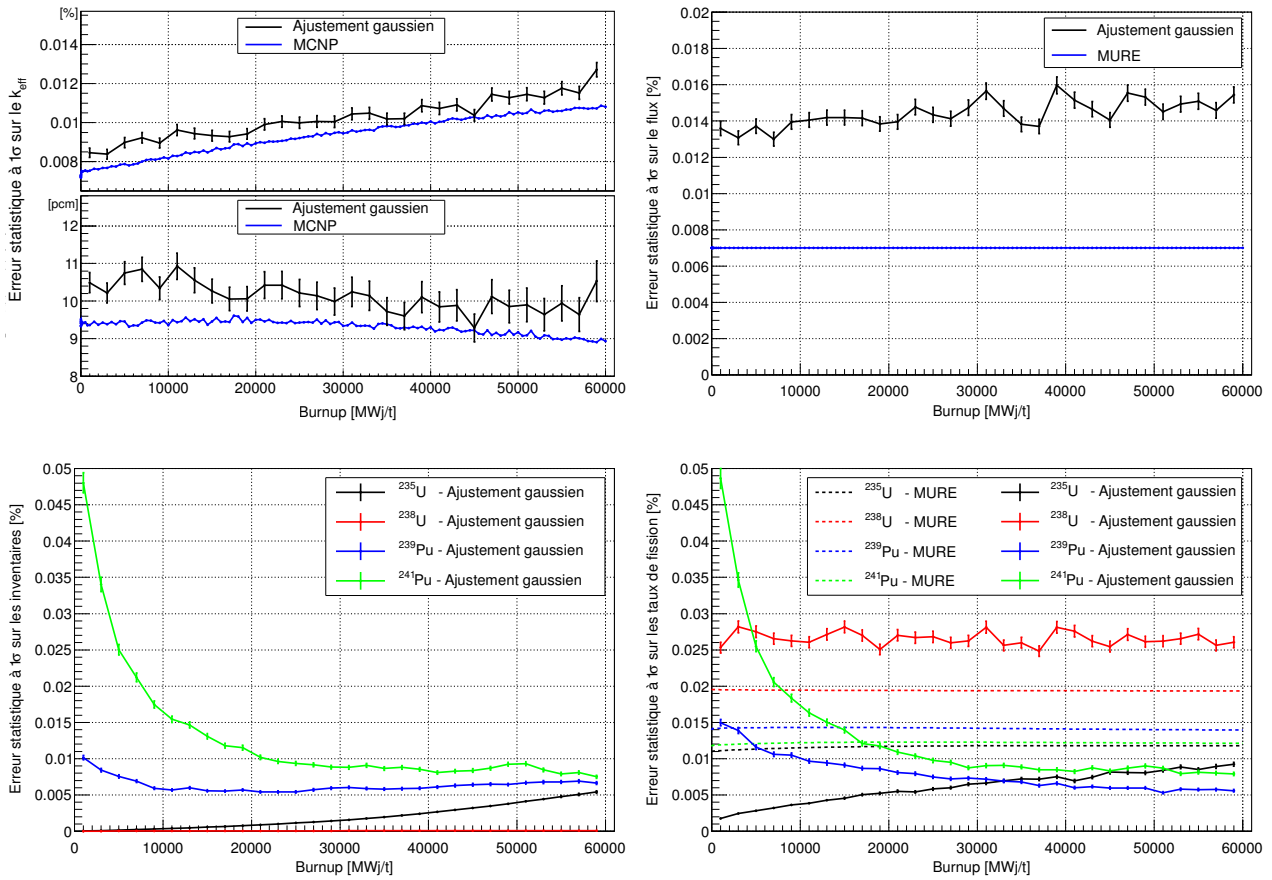 [%]
Ajustement gaussien
MCNP
0.014
0.012
0.01
0.008
Erreur statistique à 1σ sur le k_eff
[pcm]
Ajustement gaussien
MCNP
12
11
10
9
8
0 10000 20000 30000 40000 50000 60000
Burnup [MWj/t]
Ajustement gaussien
MURE
0.02
0.018
0.016
0.014
0.012
0.01
0.008
0.006
0.004
0.002
0
Erreur statistique à 1σ sur le flux [%]
0 10000 20000 30000 40000 50000 60000
Burnup [MWj/t]
235U - Ajustement gaussien
238U - Ajustement gaussien
239Pu - Ajustement gaussien
241Pu - Ajustement gaussien
0.05
0.045
0.04
0.035
0.03
0.025
0.02
0.015
0.01
0.005
0
Erreur statistique à 1σ sur les inventaires [%]
0 10000 20000 30000 40000 50000 60000
Burnup [MWj/t]
235U - MURE 235U - Ajustement gaussien
238U - MURE 238U - Ajustement gaussien
239Pu - MURE 239Pu - Ajustement gaussien
241Pu - MURE 241Pu - Ajustement gaussien
0.05
0.045
0.04
0.035
0.03
0.025
0.02
0.015
0.01
0.005
0
Erreur statistique à 1σ sur les taux de fission [%]
0 10000 20000 30000 40000 50000 60000
Burnup [MWj/t]